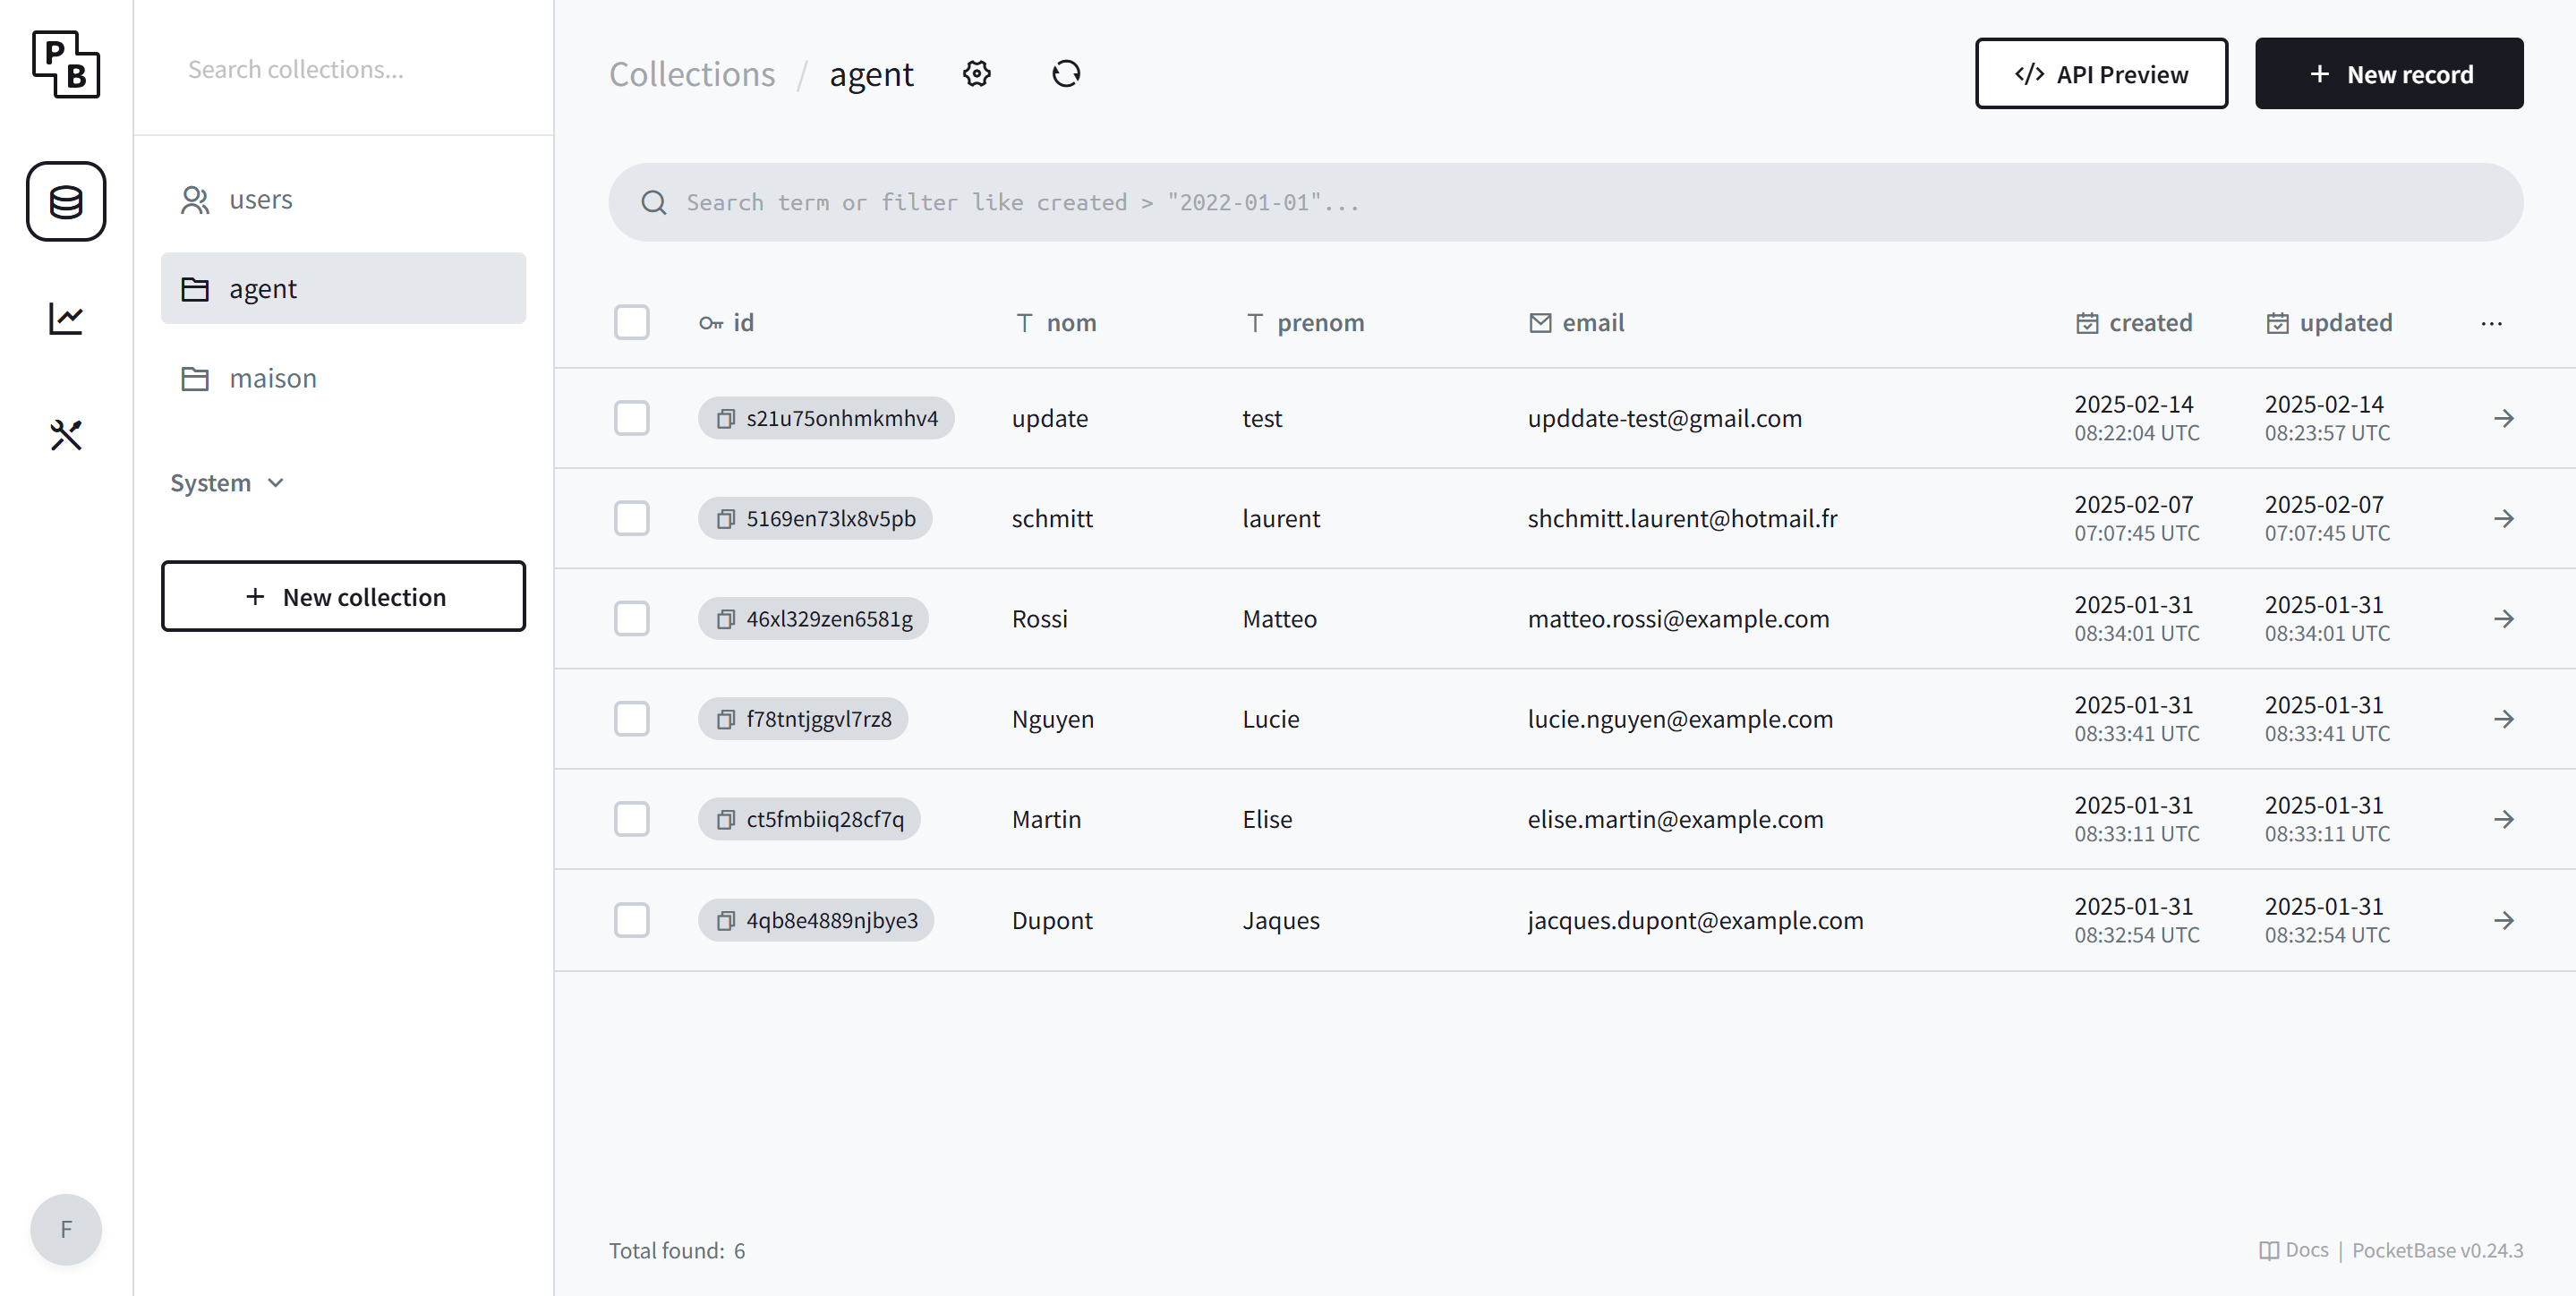 P
B
Search collections...
users
agent
maison
System
New collection
F
Collections / agent
API Preview
New record
Search term or filter like created > "2022-01-01"...
id nom prenom email created updated ...
s21u75onhmkmhv4 update test upddate-test@gmail.com 2025-02-14 08:22:04 UTC 2025-02-14 08:23:57 UTC
5169en73lx8v5pb schmitt laurent shchmitt.laurent@hotmail.fr 2025-02-07 07:07:45 UTC 2025-02-07 07:07:45 UTC
46xl329zen6581g Rossi Matteo matteo.rossi@example.com 2025-01-31 08:34:01 UTC 2025-01-31 08:34:01 UTC
f78tntjggvl7rz8 Nguyen Lucie lucie.nguyen@example.com 2025-01-31 08:33:41 UTC 2025-01-31 08:33:41 UTC
ct5fmbiiq28cf7q Martin Elise elise.martin@example.com 2025-01-31 08:33:11 UTC 2025-01-31 08:33:11 UTC
4qb8e4889njbye3 Dupont Jaques jacques.dupont@example.com 2025-01-31 08:32:54 UTC 2025-01-31 08:32:54 UTC
Total found: 6
Docs | PocketBase v0.24.3